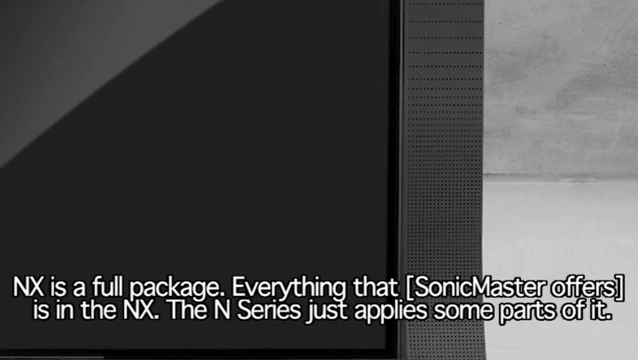 NX is a full package. Everything that [SonicMaster offers]
is in the NX. The N Series just applies some parts of it.